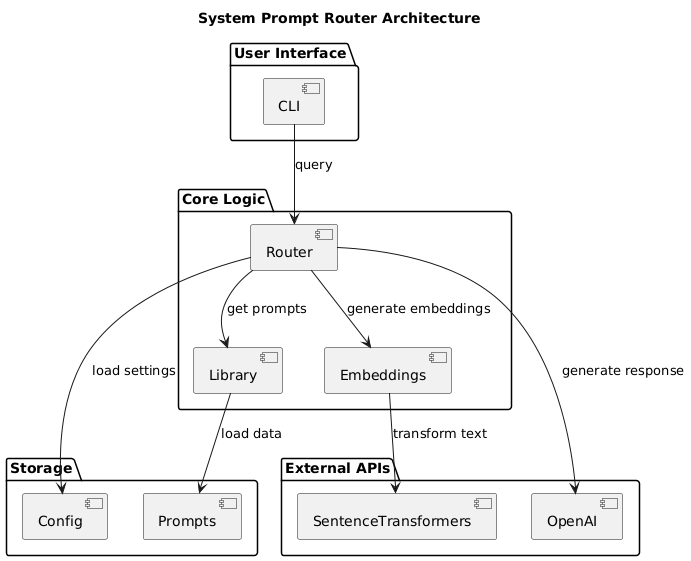 System Prompt Router Architecture
User Interface
CLI
query
Core Logic
Router
get prompts
generate embeddings
load settings
generate response
Library
Embeddings
load data
transform text
Storage
External APIs
Config
Prompts
SentenceTransformers
OpenAI